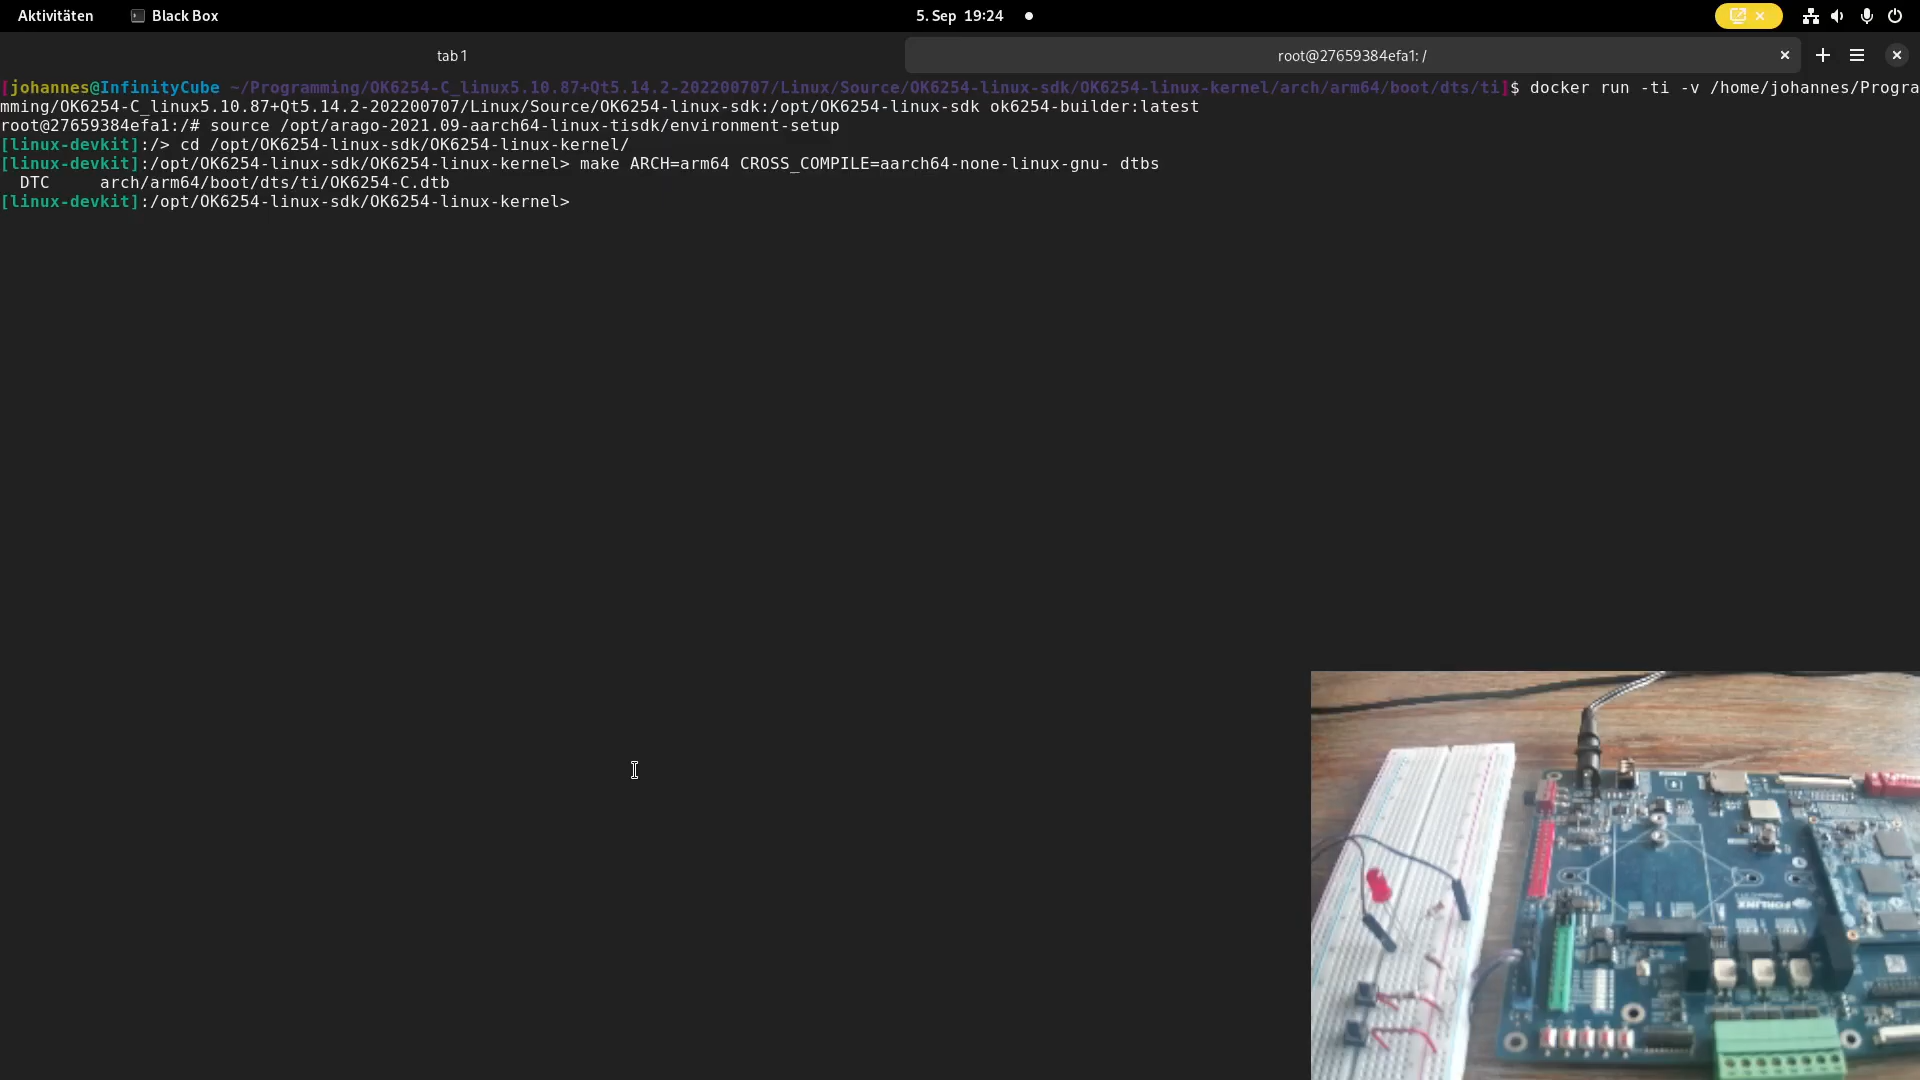 Aktivitäten
Black Box
5. Sep 19:24
tab 1
root@27659384efa1: /
[johannes@InfinityCube ~/Programming/OK6254-C_linux5.10.87+Qt5.14.2-202200707/Linux/Source/OK6254-linux-sdk/OK6254-linux-kernel/arch/arm64/boot/dts/ti]$ docker run -ti -v /home/johannes/Progra
mming/OK6254-C_linux5.10.87+Qt5.14.2-202200707/Linux/Source/OK6254-linux-sdk:/opt/OK6254-linux-sdk ok6254-builder:latest
root@27659384efa1:/# source /opt/arago-2021.09-aarch64-linux-tisdk/environment-setup
[linux-devkit]:/> cd /opt/OK6254-linux-sdk/OK6254-linux-kernel/
[linux-devkit]:/opt/OK6254-linux-sdk/OK6254-linux-kernel> make ARCH=arm64 CROSS_COMPILE=aarch64-none-linux-gnu- dtbs
DTC arch/arm64/boot/dts/ti/OK6254-C.dtb
[linux-devkit]:/opt/OK6254-linux-sdk/OK6254-linux-kernel>
FORLINX